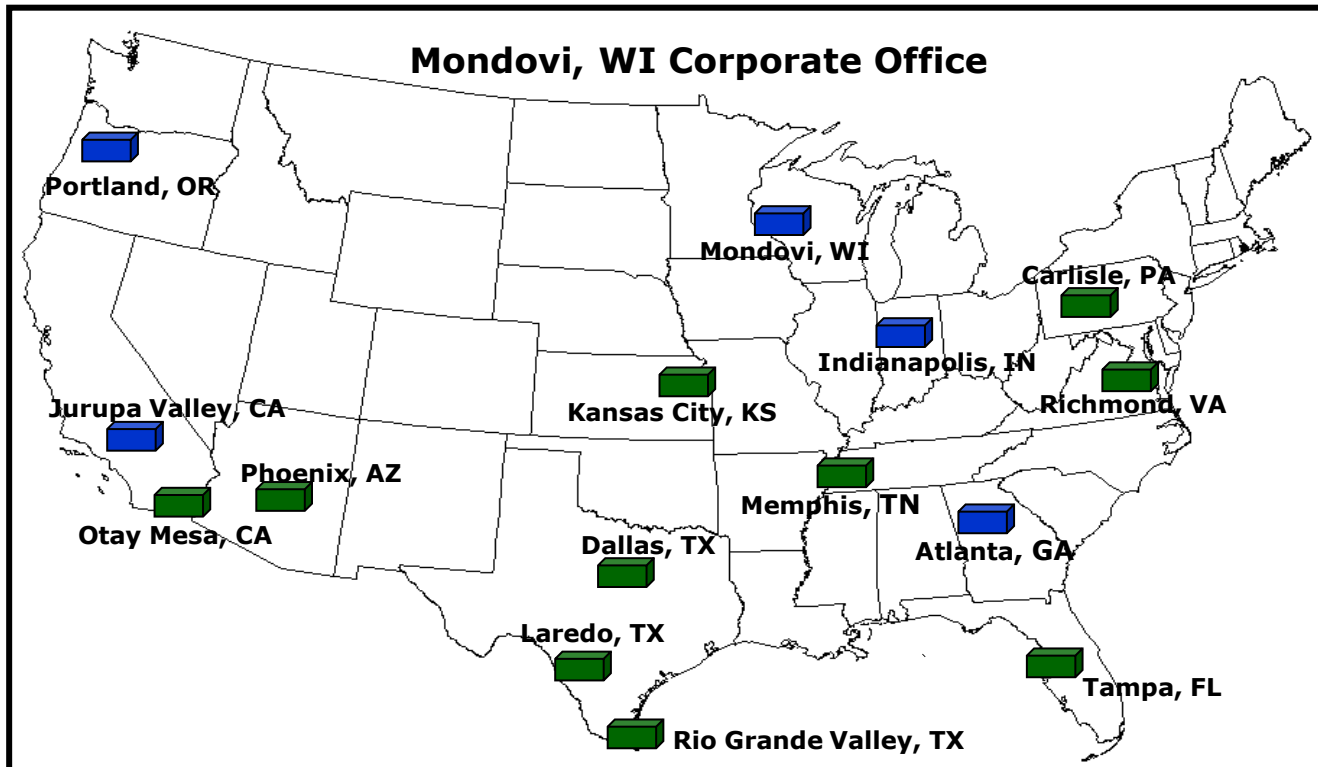 Mondovi, WI Corporate Office
Portland, OR
Mondovi, WI
Carlisle, PA
Indianapolis, IN
Jurupa Valley, CA
Kansas City, KS
Richmond, VA
Phoenix, AZ
Memphis, TN
Otay Mesa, CA
Dallas, TX
Atlanta, GA
Laredo, TX
Tampa, FL
Rio Grande Valley, TX